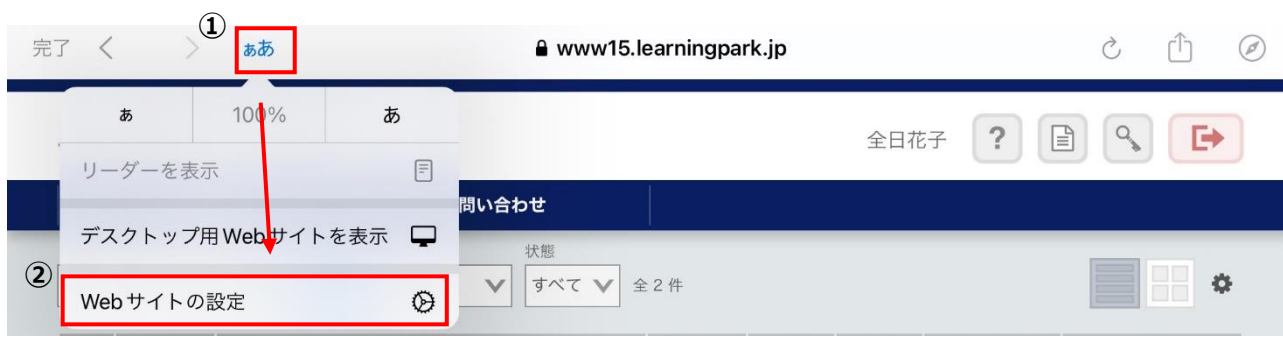 ①
完了 ぁあ www15.learningpark.jp
あ 100% あ
全日花子 ?
リーダーを表示
問い合わせ
デスクトップ用Webサイトを表示
状態
②
すべて 全2件
Webサイトの設定